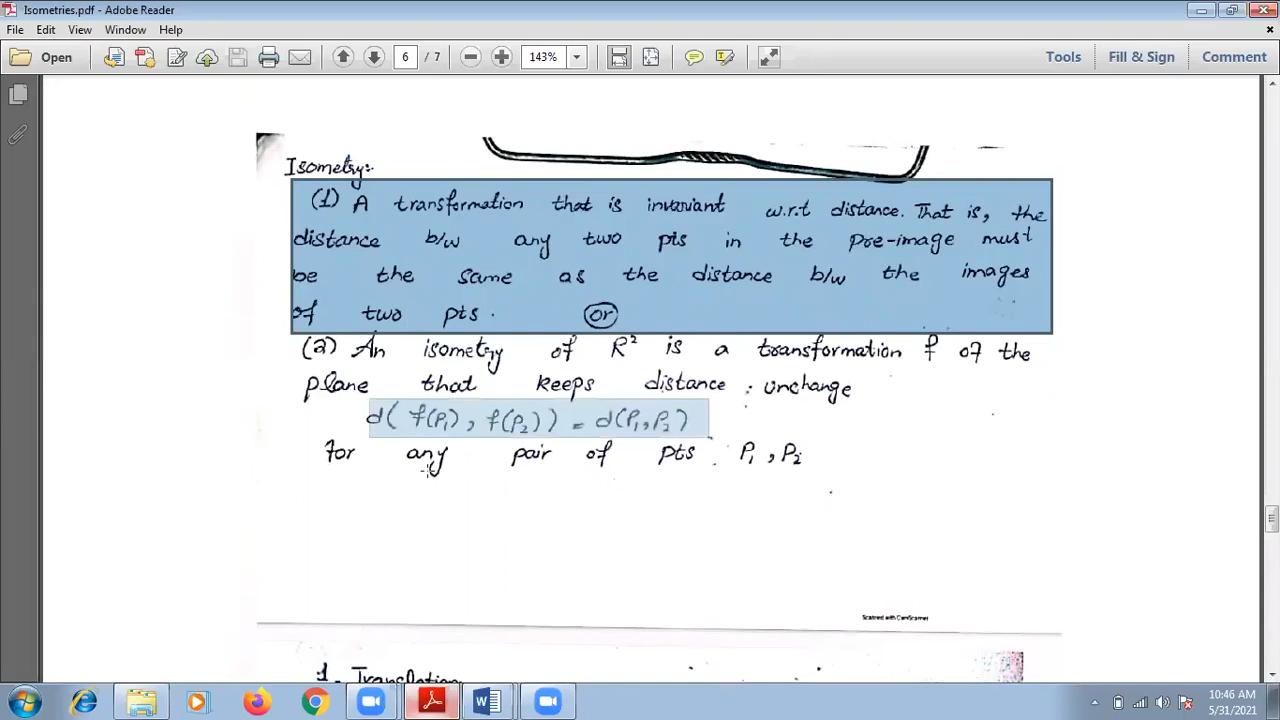 Isometries.pdf - Adobe Reader
File Edit View Window Help
Open 6 / 7 143% Tools Fill & Sign Comment
Isometry:-
(1) A transformation that is invariant w.r.t distance. That is, the
distance b/w any two pts in the pre-image must
be the same as the distance b/w the images
of two pts. or
(2) An isometry of R² is a transformation f of the
plane that keeps distance unchange
d( f(P₁) , f(P₂) ) = d(P₁,P₂)
For any pair of pts P₁ , P₂
Scanned with CamScanner
1. Translation
10:46 AM
5/31/2021